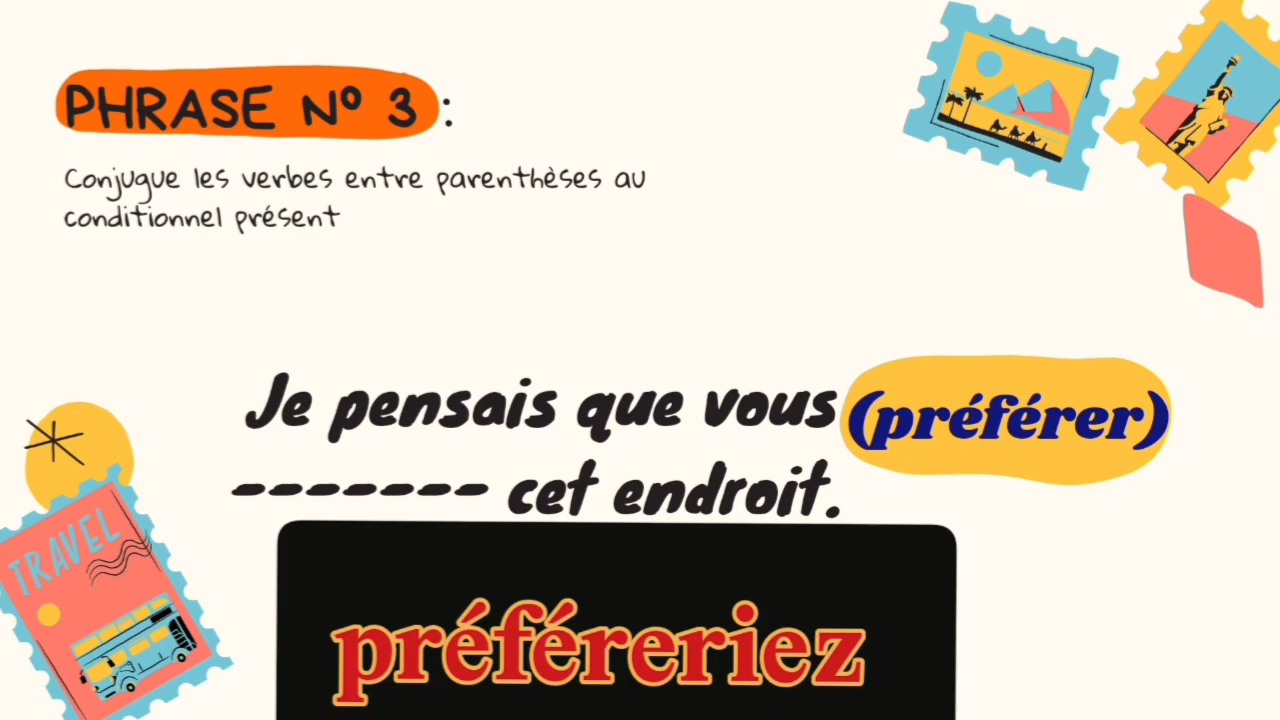 PHRASE Nº 3 :
Conjugue les verbes entre parenthèses au
conditionnel présent
Je pensais que vous (préférer)
------- cet endroit.
TRAVEL
préféreriez